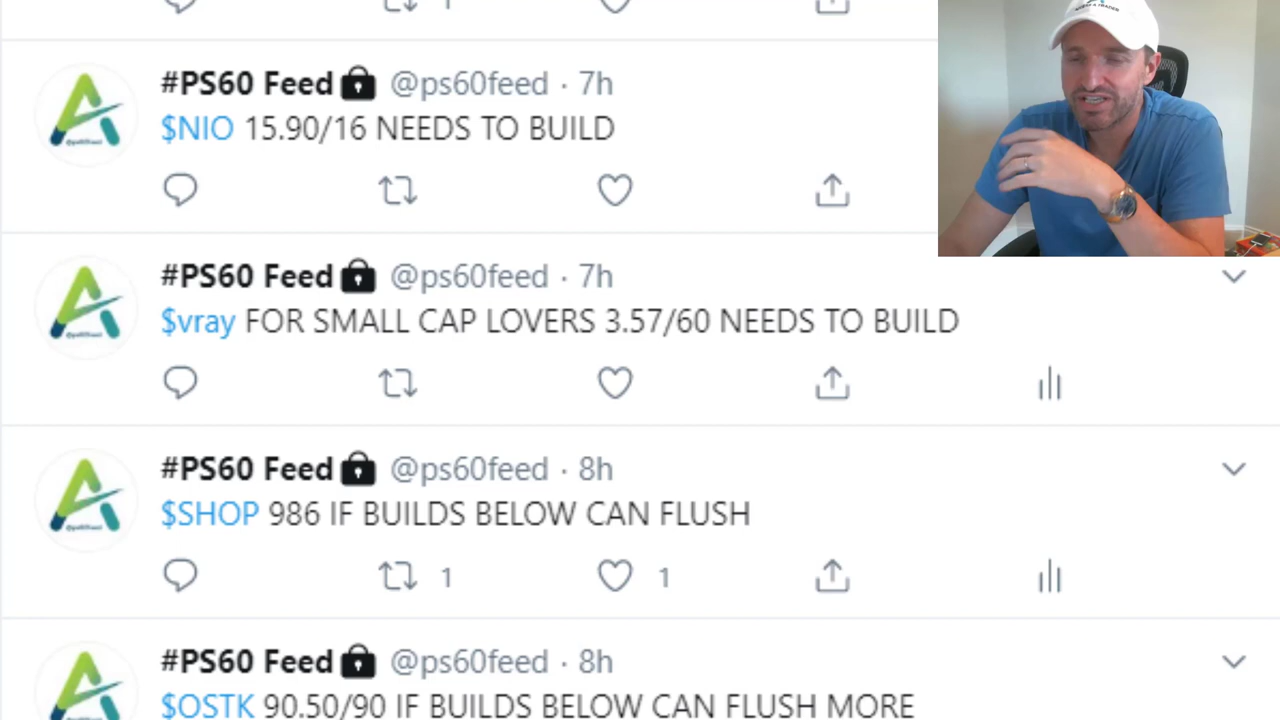 1
#PS60 Feed @ps60feed · 7h
$NIO 15.90/16 NEEDS TO BUILD
#PS60 Feed @ps60feed · 7h
$vray FOR SMALL CAP LOVERS 3.57/60 NEEDS TO BUILD
#PS60 Feed @ps60feed · 8h
$SHOP 986 IF BUILDS BELOW CAN FLUSH
1 1
#PS60 Feed @ps60feed · 8h
$OSTK 90.50/90 IF BUILDS BELOW CAN FLUSH MORE